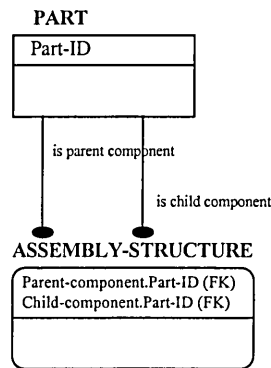 PART
Part-ID
is parent component
is child component
ASSEMBLY-STRUCTURE
Parent-component.Part-ID (FK)
Child-component.Part-ID (FK)